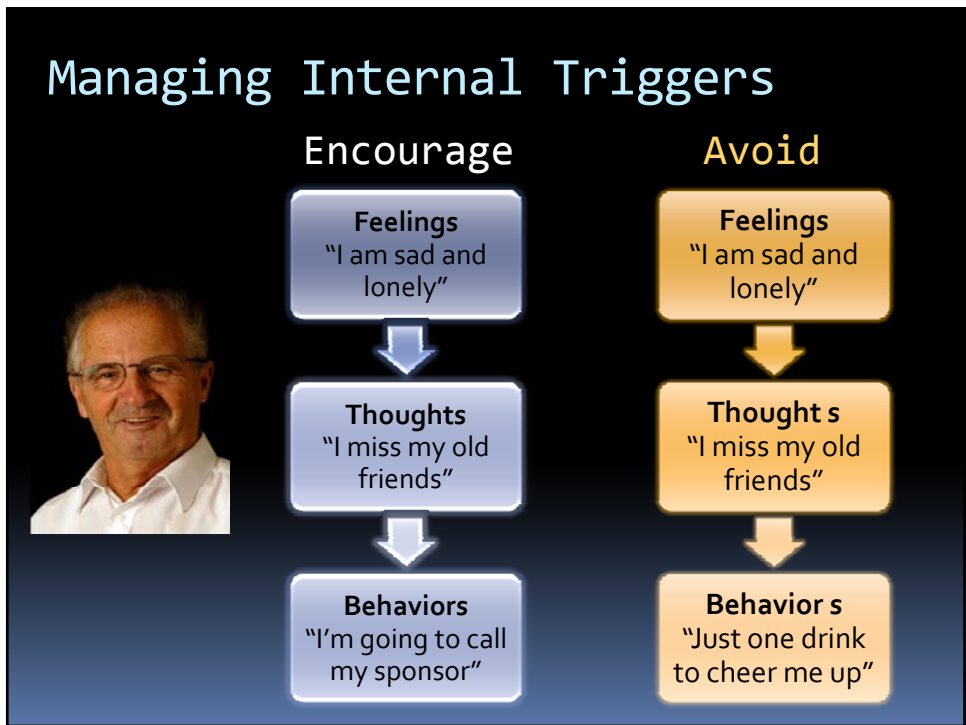 Managing Internal Triggers
Encourage
Feelings
“I am sad and
lonely”
Thoughts
“I miss my old
friends”
Behaviors
“I’m going to call
my sponsor”
Avoid
Feelings
“I am sad and
lonely”
Thought s
“I miss my old
friends”
Behavior s
“Just one drink
to cheer me up”